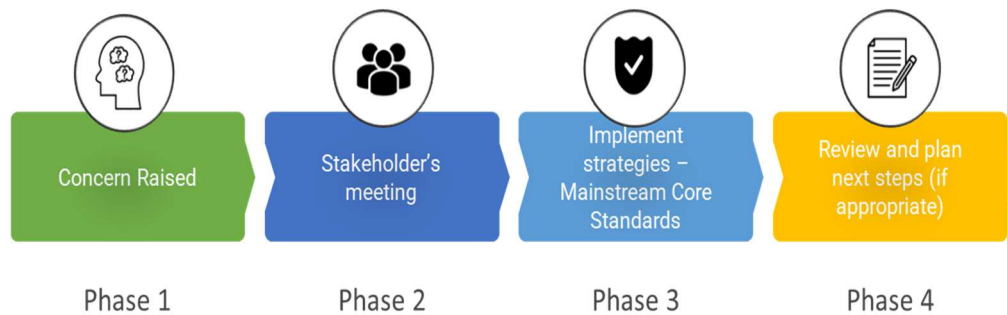 Concern Raised
Stakeholder's
meeting
Implement
strategies –
Mainstream Core
Standards
Review and plan
next steps (if
appropriate)
Phase 1
Phase 2
Phase 3
Phase 4